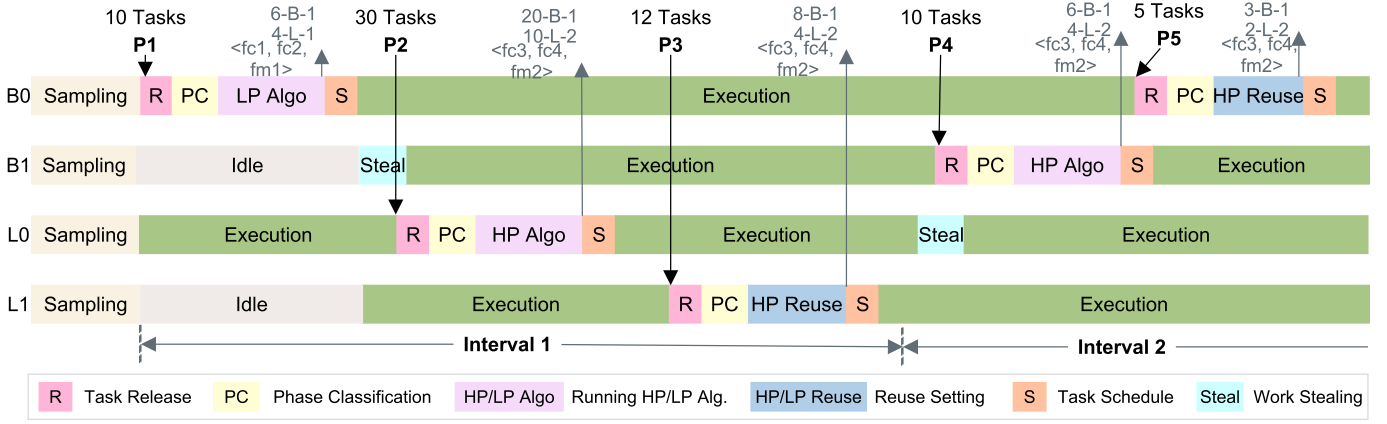 10 Tasks
P1
6-B-1
4-L-1
<fc1, fc2,
fm1>
30 Tasks
P2
20-B-1
10-L-2
<fc3, fc4,
fm2>
12 Tasks
P3
8-B-1
4-L-2
<fc3, fc4,
fm2>
10 Tasks
P4
6-B-1
4-L-2
<fc3, fc4,
fm2>
5 Tasks
P5
3-B-1
2-L-2
<fc3, fc4,
fm2>
B0 Sampling R PC LP Algo S Execution R PC HP Reuse S
B1 Sampling Idle Steal Execution R PC HP Algo S Execution
L0 Sampling Execution R PC HP Algo S Execution Steal Execution
L1 Sampling Idle Execution R PC HP Reuse S Execution
Interval 1 Interval 2
R Task Release PC Phase Classification HP/LP Algo Running HP/LP Alg. HP/LP Reuse Reuse Setting S Task Schedule Steal Work Stealing